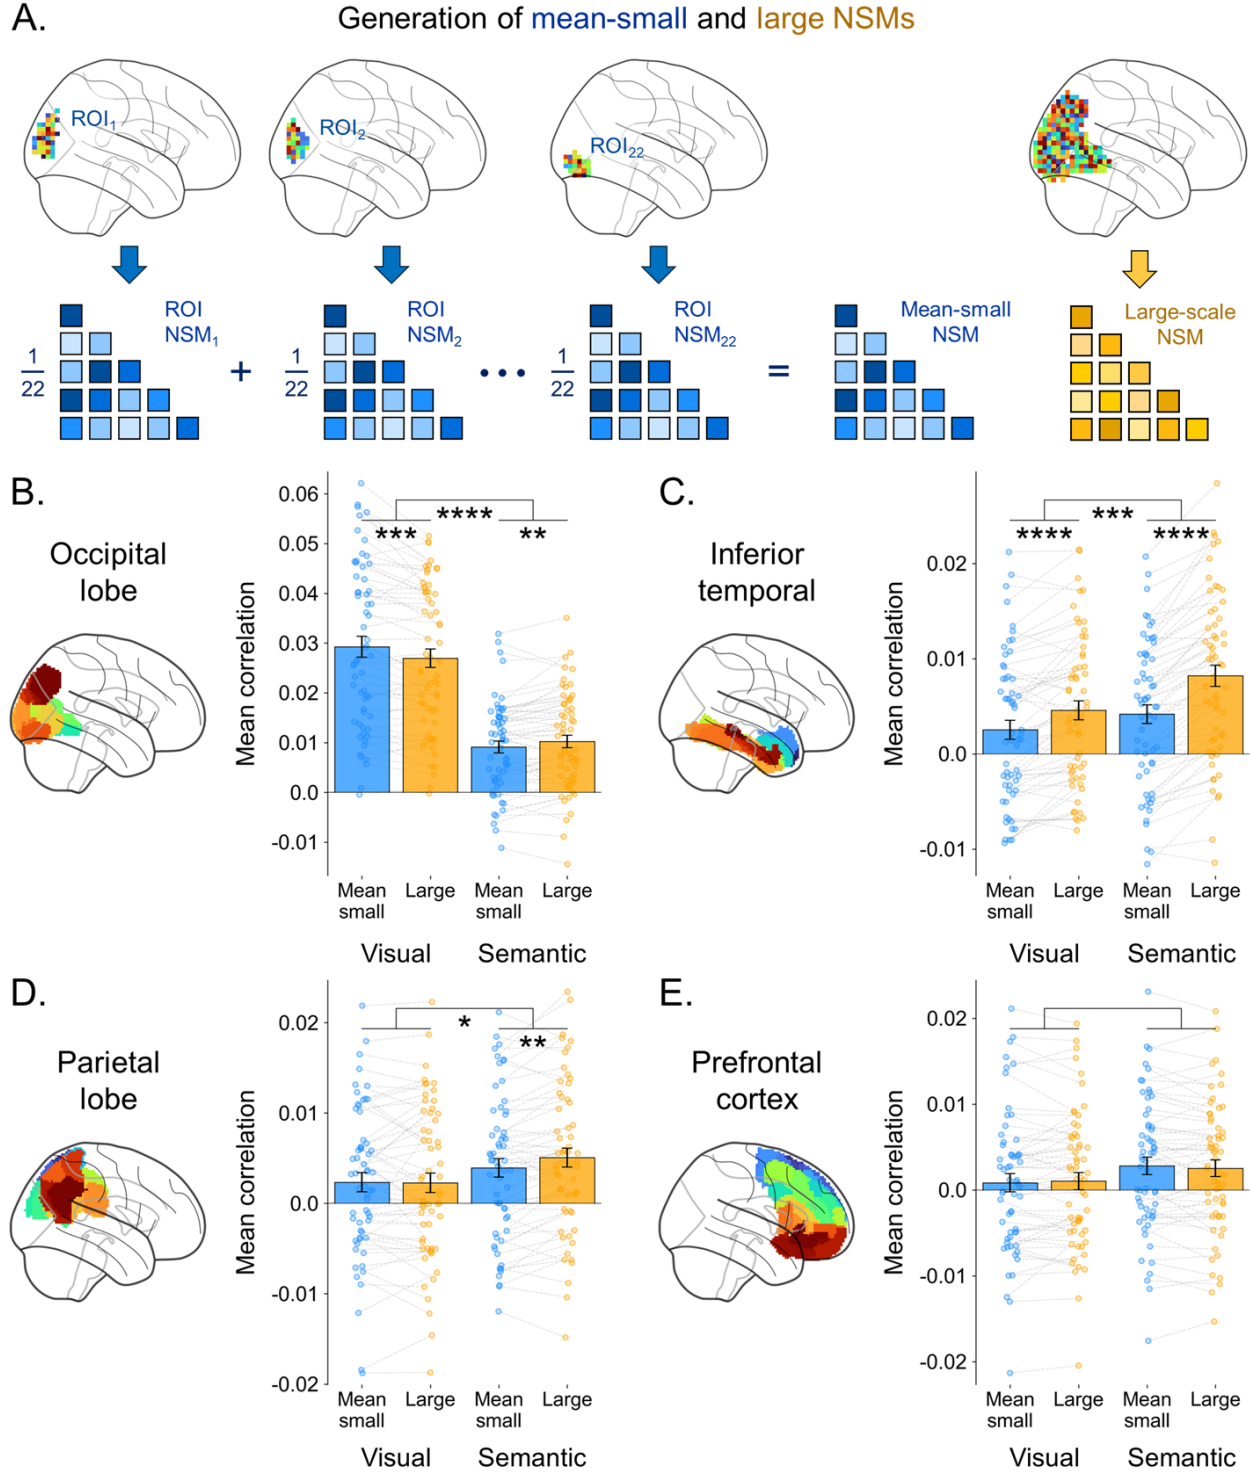 A.
Generation of mean-small and large NSMs
ROI1
ROI2
ROI22
1
22
ROI
NSM1
+
1
22
ROI
NSM2
•••
1
22
ROI
NSM22
=
Mean-small
NSM
Large-scale
NSM
B.
Occipital
lobe
Mean correlation
0.06
0.05
0.04
0.03
0.02
0.01
0.0
-0.01
****
***
**
Mean
small
Large
Mean
small
Large
Visual
Semantic
C.
Inferior
temporal
Mean correlation
0.02
0.01
0.0
-0.01
***
****
****
Mean
small
Large
Mean
small
Large
Visual
Semantic
D.
Parietal
lobe
Mean correlation
0.02
0.01
0.0
-0.01
-0.02
*
**
Mean
small
Large
Mean
small
Large
Visual
Semantic
E.
Prefrontal
cortex
Mean correlation
0.02
0.01
0.0
-0.01
-0.02
Mean
small
Large
Mean
small
Large
Visual
Semantic